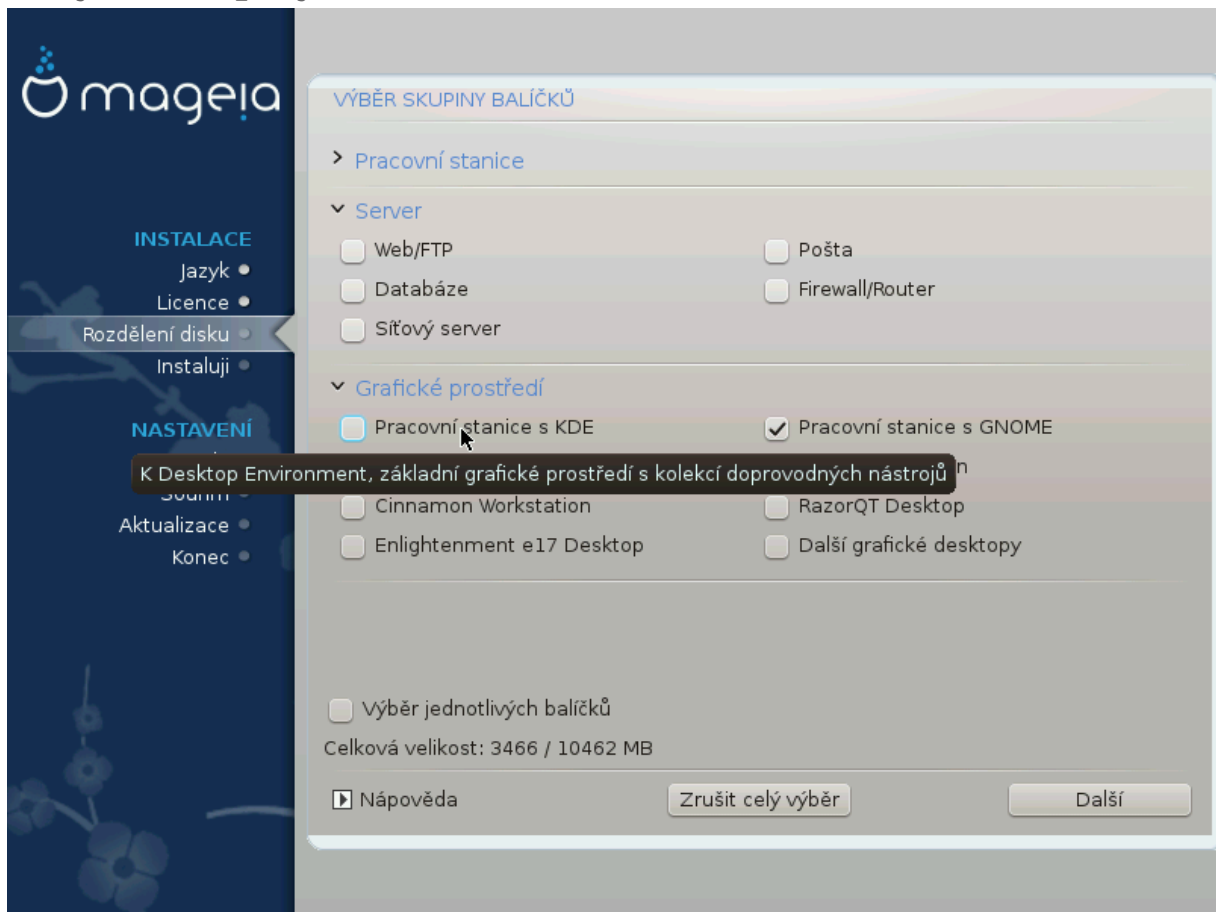 mageia
VÝBĚR SKUPINY BALÍČKŮ
Pracovní stanice
Server
Web/FTP
Pošta
Databáze
Firewall/Router
Síťový server
Grafické prostředí
Pracovní stanice s KDE
Pracovní stanice s GNOME
K Desktop Environment, základní grafické prostředí s kolekcí doprovodných nástrojů
Cinnamon Workstation
RazorQT Desktop
Enlightenment e17 Desktop
Další grafické desktopy
Výběr jednotlivých balíčků
Celková velikost: 3466 / 10462 MB
Nápověda
Zrušit celý výběr
Další
INSTALACE
Jazyk
Licence
Rozdělení disku
Instaluji
NASTAVENÍ
Aktualizace
Konec